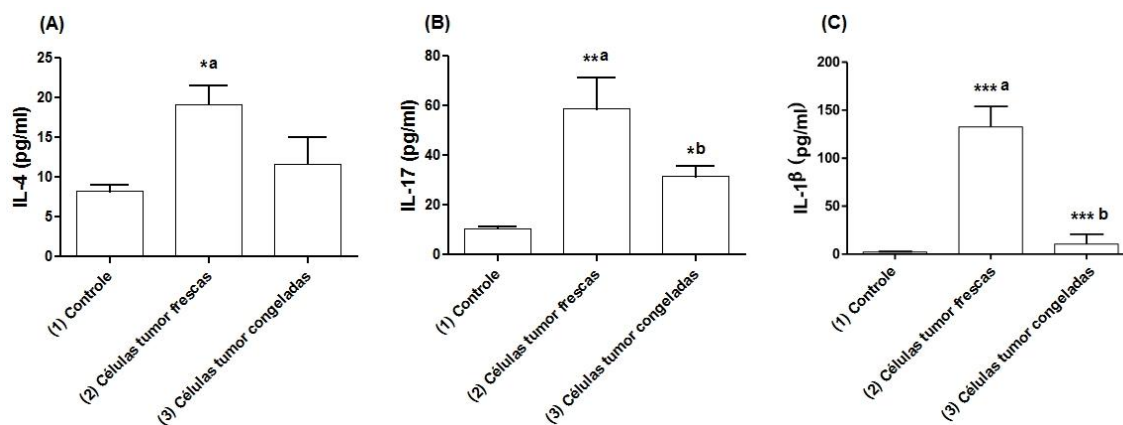 (A)
IL-4 (pg/ml)
25
20
15
10
5
0
*a
(1) Controle
(2) Células tumor frescas
(3) Células tumor congeladas
(B)
IL-17 (pg/ml)
80
60
40
20
0
**a
*b
(1) Controle
(2) Células tumor frescas
(3) Células tumor congeladas
(C)
IL-1β (pg/ml)
200
150
100
50
0
*** a
*** b
(1) Controle
(2) Células tumor frescas
(3) Células tumor congeladas